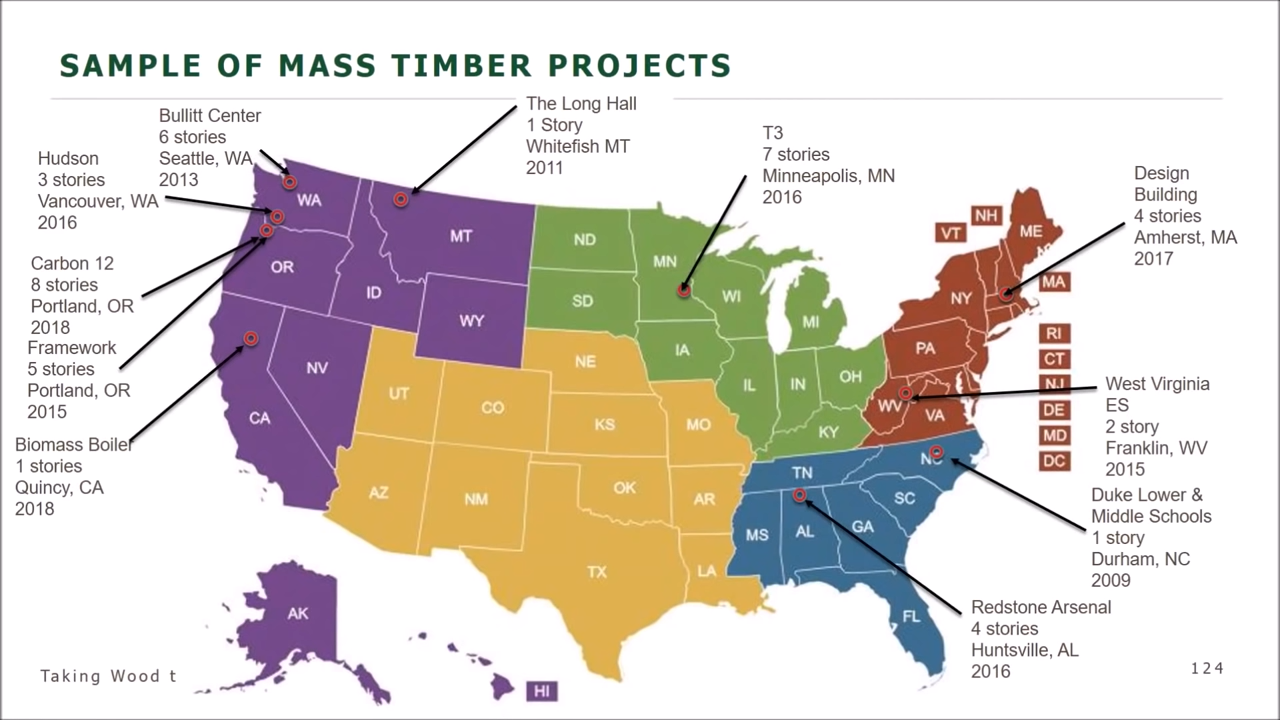 SAMPLE OF MASS TIMBER PROJECTS
Bullitt Center
6 stories
Seattle, WA
2013
The Long Hall
1 Story
Whitefish MT
2011
T3
7 stories
Minneapolis, MN
2016
Hudson
3 stories
Vancouver, WA
2016
Design
Building
4 stories
Amherst, MA
2017
Carbon 12
8 stories
Portland, OR
2018
Framework
5 stories
Portland, OR
2015
Biomass Boiler
1 stories
Quincy, CA
2018
West Virginia
ES
2 story
Franklin, WV
2015
Duke Lower &
Middle Schools
1 story
Durham, NC
2009
Redstone Arsenal
4 stories
Huntsville, AL
2016
WA
OR
CA
NV
ID
MT
WY
AK
HI
ND
SD
MN
WI
MI
IA
IL
IN
OH
KY
UT
CO
NE
KS
MO
AZ
NM
OK
AR
TX
LA
TN
NC
SC
MS
AL
GA
FL
VT
NH
ME
NY
MA
PA
RI
CT
NJ
DE
MD
DC
WV
VA
Taking Wood t
124